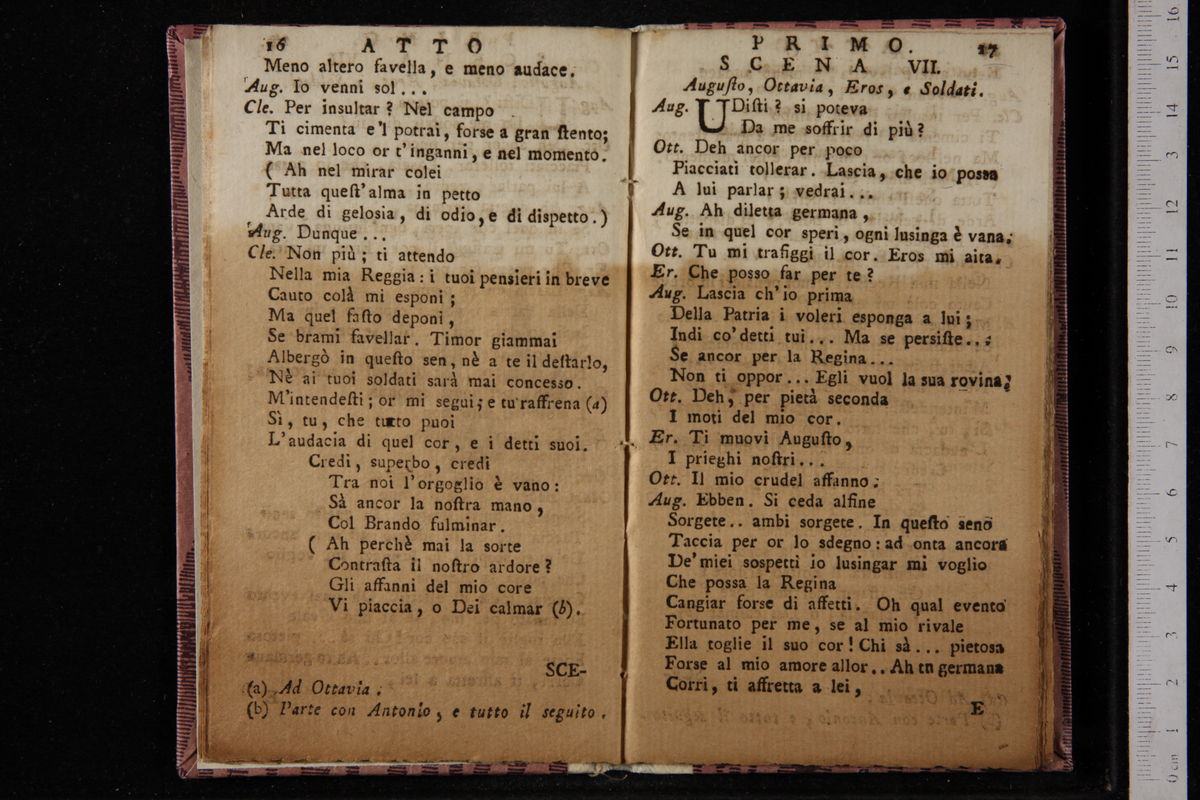 16 ATTO
Meno altero favella, e meno audace.
Aug. Io venni sol...
Cle. Per insultar? Nel campo
Ti cimenta e'l potrai, forse a gran ſtento;
Ma nel loco or t'inganni, e nel momento.
( Ah nel mirar colei
Tutta queſt'alma in petto
Arde di gelosia, di odio, e di dispetto.)
Aug. Dunque...
Cle. Non più; ti attendo
Nella mia Reggia: i tuoi pensieri in breve
Cauto colà mi esponi;
Ma quel faſto deponi,
Se brami favellar. Timor giammai
Albergò in queſto sen, nè a te il deſtarlo,
Nè ai tuoi soldati sarà mai concesso.
M'intendeſti; or mi segui; e tu raffrena (a)
Sì, tu, che tutto puoi
L'audacia di quel cor, e i detti suoi.
Credi, superbo, credi
Tra noi l'orgoglio è vano:
Sà ancor la noſtra mano,
Col Brando fulminar.
( Ah perchè mai la sorte
Contraſta il noſtro ardore?
Gli affanni del mio core
Vi piaccia, o Dei calmar (b).
SCE-
(a) Ad Ottavia.
(b) Parte con Antonio, e tutto il seguito.
PRIMO. 17
SCENA VII.
Auguſto, Ottavia, Eros, e Soldati.
Aug. UDiſti? si poteva
Da me soffrir di più?
Ott. Deh ancor per poco
Piacciati tollerar. Lascia, che io possa
A lui parlar; vedrai...
Aug. Ah diletta germana,
Se in quel cor speri, ogni lusinga è vana.
Ott. Tu mi trafiggi il cor. Eros mi aita.
Er. Che posso far per te?
Aug. Lascia ch'io prima
Della Patria i voleri esponga a lui;
Indi co'detti tui... Ma se persiſte...
Se ancor per la Regina...
Non ti oppor... Egli vuol la sua rovina?
Ott. Deh, per pietà seconda
I moti del mio cor.
Er. Ti muovi Auguſto,
I prieghi noſtri...
Ott. Il mio crudel affanno.
Aug. Ebben. Si ceda alfine
Sorgete.. ambi sorgete. In queſto seno
Taccia per or lo sdegno: ad onta ancora
De'miei sospetti io lusingar mi voglio
Che possa la Regina
Cangiar forse di affetti. Oh qual evento
Fortunato per me, se al mio rivale
Ella toglie il suo cor! Chi sà... pietosa
Forse al mio amore allor.. Ah tn germana
Corri, ti affretta a lei,
E